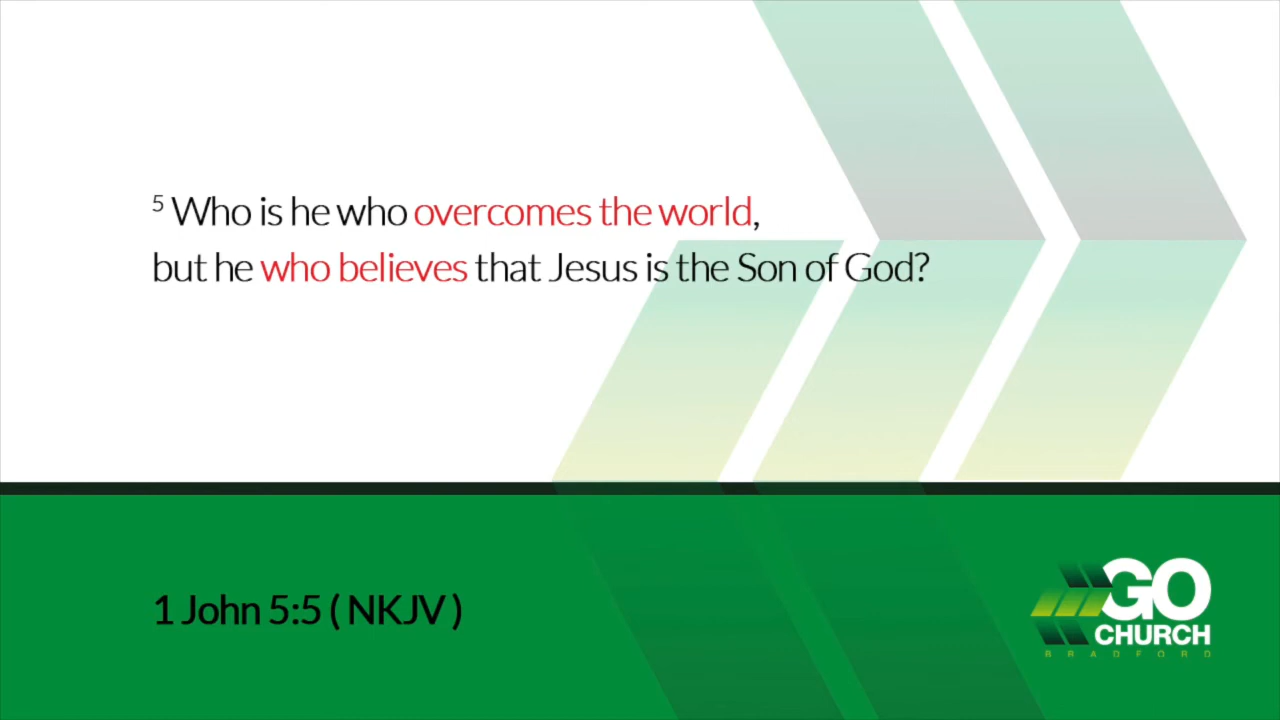 5 Who is he who overcomes the world,
but he who believes that Jesus is the Son of God?
1 John 5:5 ( NKJV )
GO
CHURCH
BRADFORD